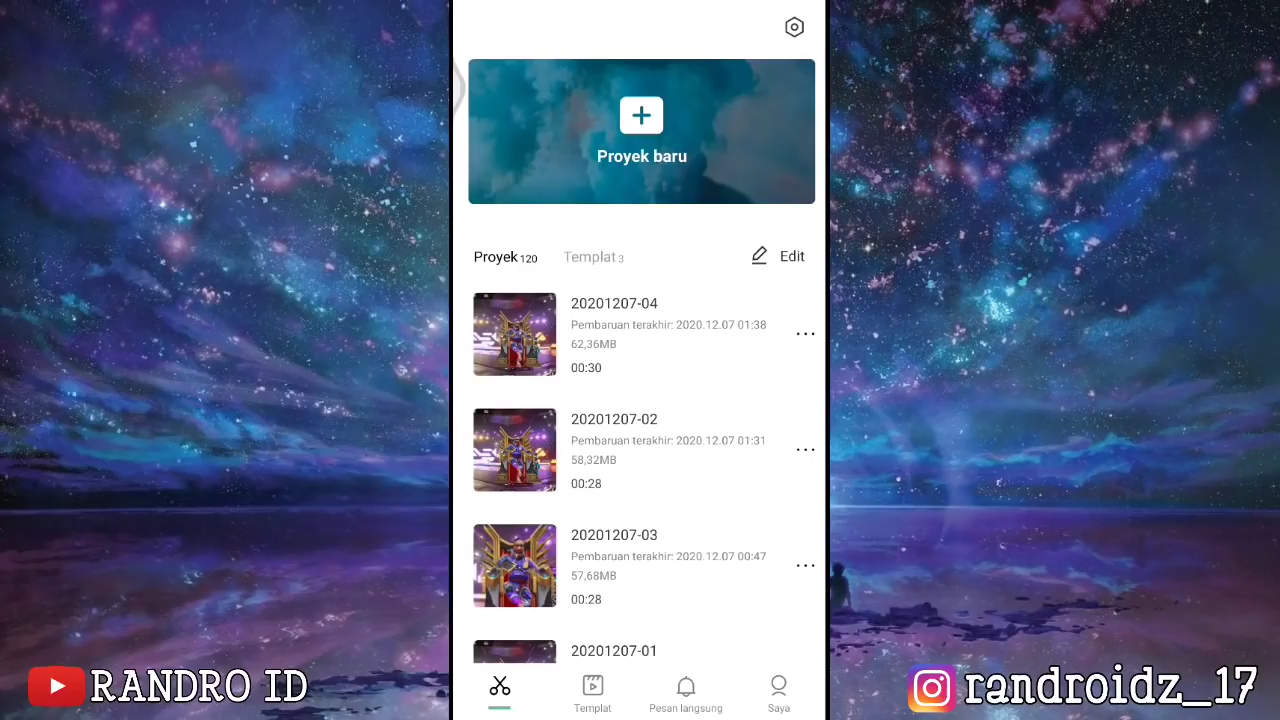 Proyek baru
Proyek 120 Templat 3 Edit
20201207-04
Pembaruan terakhir: 2020.12.07 01:38
62,36MB
00:30
20201207-02
Pembaruan terakhir: 2020.12.07 01:31
58,32MB
00:28
20201207-03
Pembaruan terakhir: 2020.12.07 00:47
57,68MB
00:28
20201207-01
Templat Pesan langsung Saya
RANDRO ID
randroidz_17